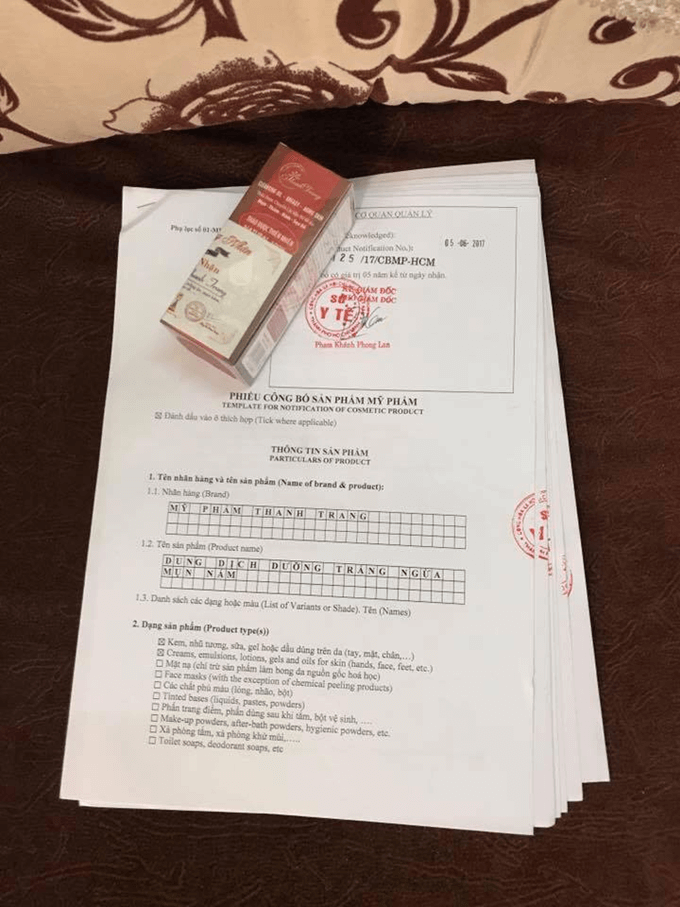 Thanh Trang
THẢO DƯỢC THIÊN NHIÊN
Nhân
Phụ lục số 01-M
CƠ QUAN QUẢN LÝ
knowledged):
duct Notification No.):
05-06-2017
125 /17/CBMP-HCM
có giá trị 05 năm kể từ ngày nhận.
GIÁM ĐỐC
GIÁM ĐỐC
SỞ
Y TẾ
Phạm Khánh Phong Lan
PHIẾU CÔNG BỐ SẢN PHẨM MỸ PHẨM
TEMPLATE FOR NOTIFICATION OF COSMETIC PRODUCT
☒ Đánh dấu vào ô thích hợp (Tick where applicable)
THÔNG TIN SẢN PHẨM
PARTICULARS OF PRODUCT
1. Tên nhãn hàng và tên sản phẩm (Name of brand & product):
1.1. Nhãn hàng (Brand)
MỸ PHẨM THANH TRANG
1.2. Tên sản phẩm (Product name)
DUNG DỊCH DƯỠNG TRẮNG NGỪA
MỤN NÁM
1.3. Danh sách các dạng hoặc màu (List of Variants or Shade). Tên (Names)
2. Dạng sản phẩm (Product type(s))
☒ Kem, nhũ tương, sữa, gel hoặc dầu dùng trên da (tay, mặt, chân,...)
☒ Creams, emulsions, lotions, gels and oils for skin (hands, face, feet, etc.)
☐ Mặt nạ (chỉ trừ sản phẩm làm bong da nguồn gốc hoá học)
☐ Face masks (with the exception of chemical peeling products)
☐ Các chất phủ màu (lỏng, nhão, bột)
☐ Tinted bases (liquids, pastes, powders)
☐ Phấn trang điểm, phấn dùng sau khi tắm, bột vệ sinh, ....
☐ Make-up powders, after-bath powders, hygienic powders, etc.
☐ Xà phòng tắm, xà phòng khử mùi,.....
☐ Toilet soaps, deodorant soaps, etc